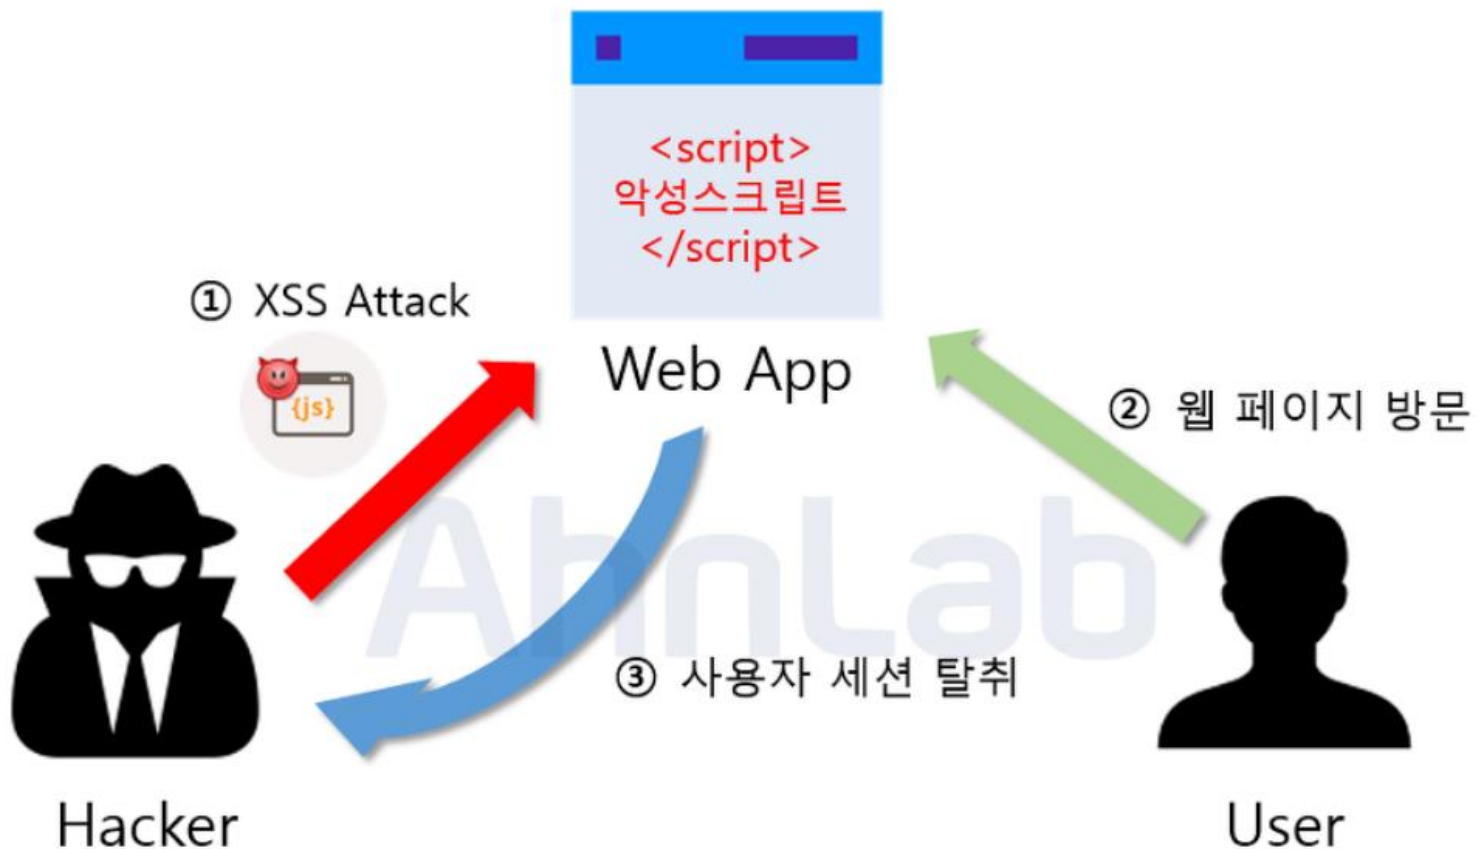 <script>
악성스크립트
</script>
① XSS Attack
{js}
Web App
② 웹 페이지 방문
AhnLab
③ 사용자 세션 탈취
Hacker
User